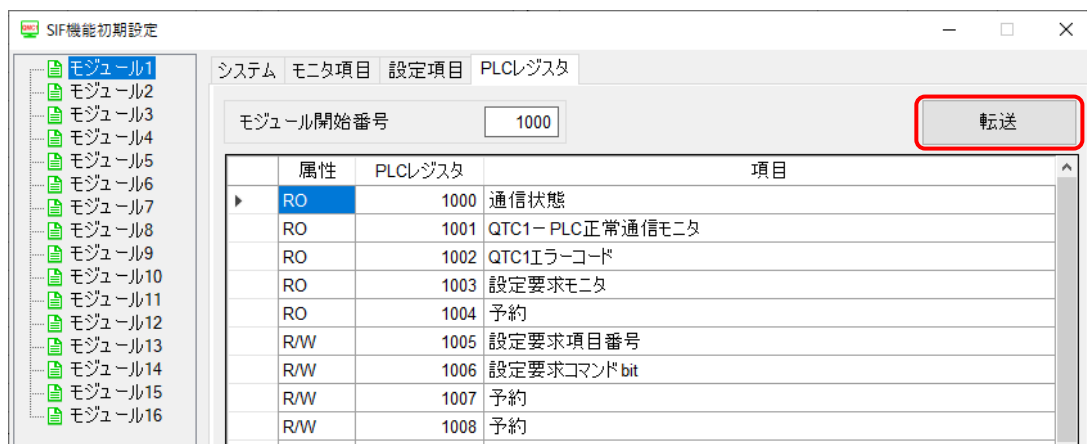 QMC1 SIF機能初期設定
モジュール1
モジュール2
モジュール3
モジュール4
モジュール5
モジュール6
モジュール7
モジュール8
モジュール9
モジュール10
モジュール11
モジュール12
モジュール13
モジュール14
モジュール15
モジュール16
システム モニタ項目 設定項目 PLCレジスタ
モジュール開始番号 1000 転送
属性 PLCレジスタ 項目
RO 1000 通信状態
RO 1001 QTC1-PLC正常通信モニタ
RO 1002 QTC1エラーコード
RO 1003 設定要求モニタ
RO 1004 予約
R/W 1005 設定要求項目番号
R/W 1006 設定要求コマンドbit
R/W 1007 予約
R/W 1008 予約